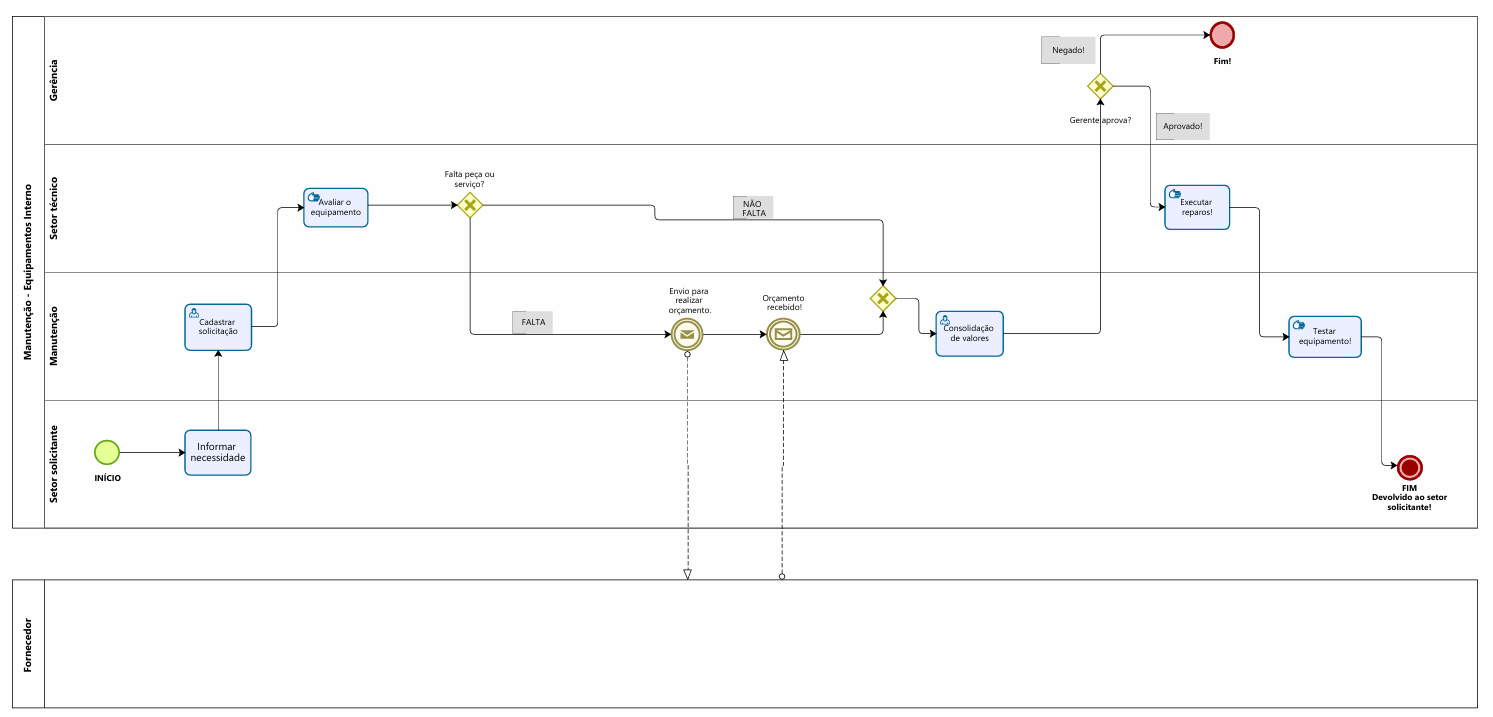 Manutenção - Equipamentos Interno
Gerência
Negado!
Fim!
Gerente aprova?
Aprovado!
Setor técnico
Avaliar o
equipamento
Falta peça ou
serviço?
NÃO
FALTA
Executar
reparos!
Manutenção
Cadastrar
solicitação
FALTA
Envio para
realizar
orçamento.
Orçamento
recebido!
Consolidação
de valores
Testar
equipamento!
Setor solicitante
INÍCIO
Informar
necessidade
FIM
Devolvido ao setor
solicitante!
Fornecedor